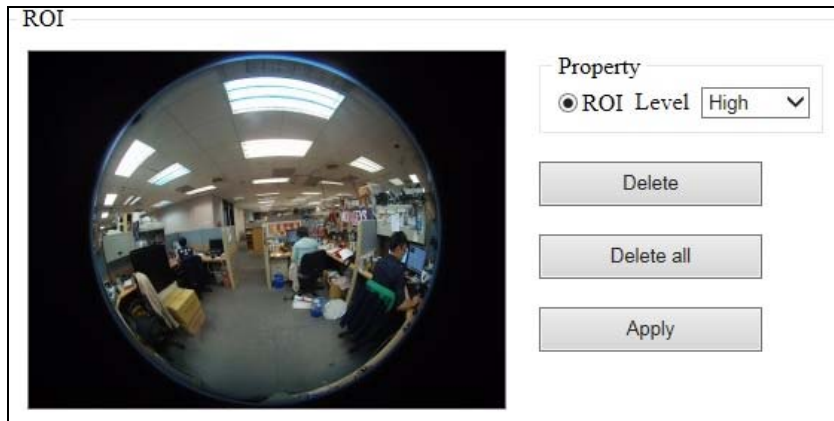 ROI
Property
ROI Level High
Delete
Delete all
Apply